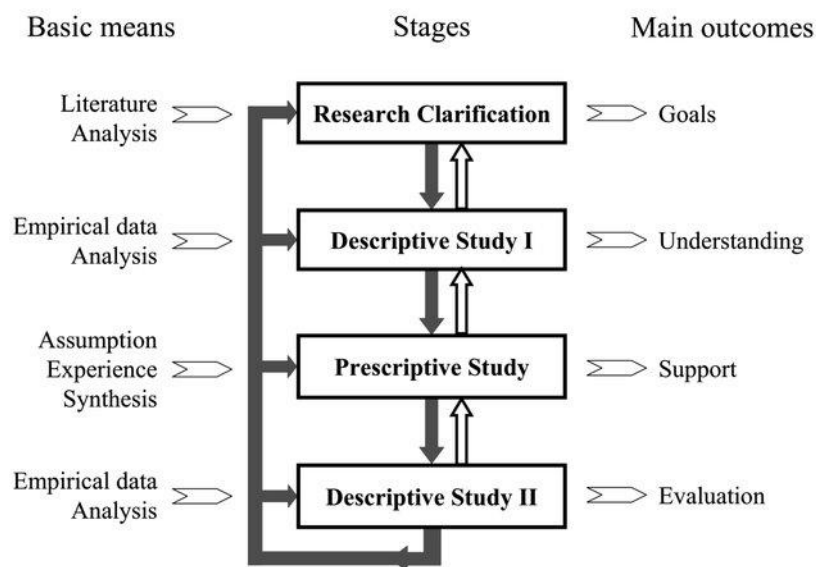 Basic means
Stages
Main outcomes
Literature
Analysis
Research Clarification
Goals
Empirical data
Analysis
Descriptive Study I
Understanding
Assumption
Experience
Synthesis
Prescriptive Study
Support
Empirical data
Analysis
Descriptive Study II
Evaluation